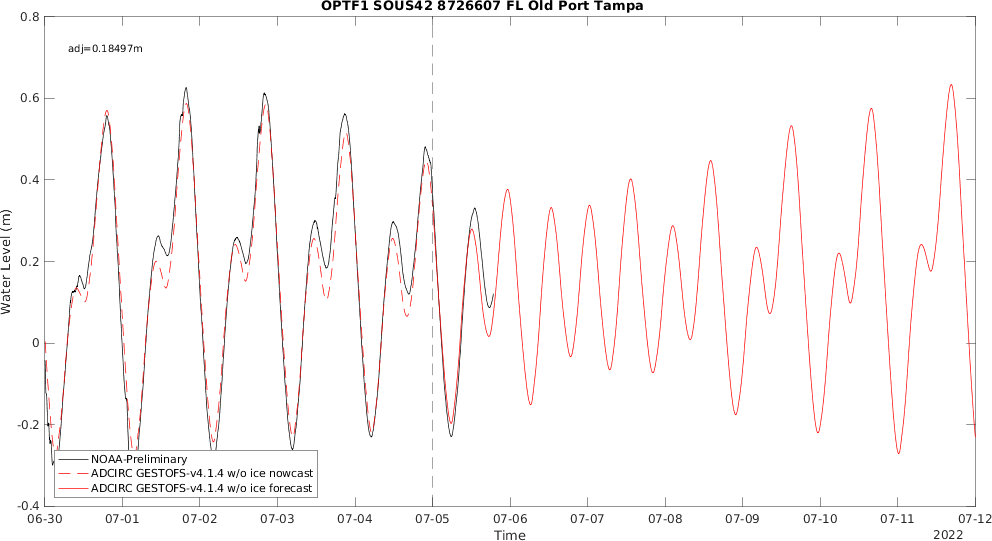 OPTF1 SOUS42 8726607 FL Old Port Tampa
adj=0.18497m
Water Level (m)
0.8
0.6
0.4
0.2
0
-0.2
-0.4
NOAA-Preliminary
ADCIRC GESTOFS-v4.1.4 w/o ice nowcast
ADCIRC GESTOFS-v4.1.4 w/o ice forecast
06-30 07-01 07-02 07-03 07-04 07-05 07-06 07-07 07-08 07-09 07-10 07-11 07-12
Time
2022